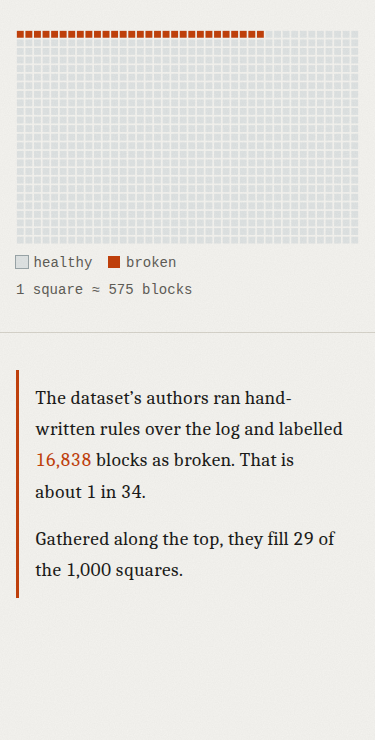 healthy broken
1 square ≈ 575 blocks
The dataset’s authors ran hand-
written rules over the log and labelled
16,838 blocks as broken. That is
about 1 in 34.
Gathered along the top, they fill 29 of
the 1,000 squares.